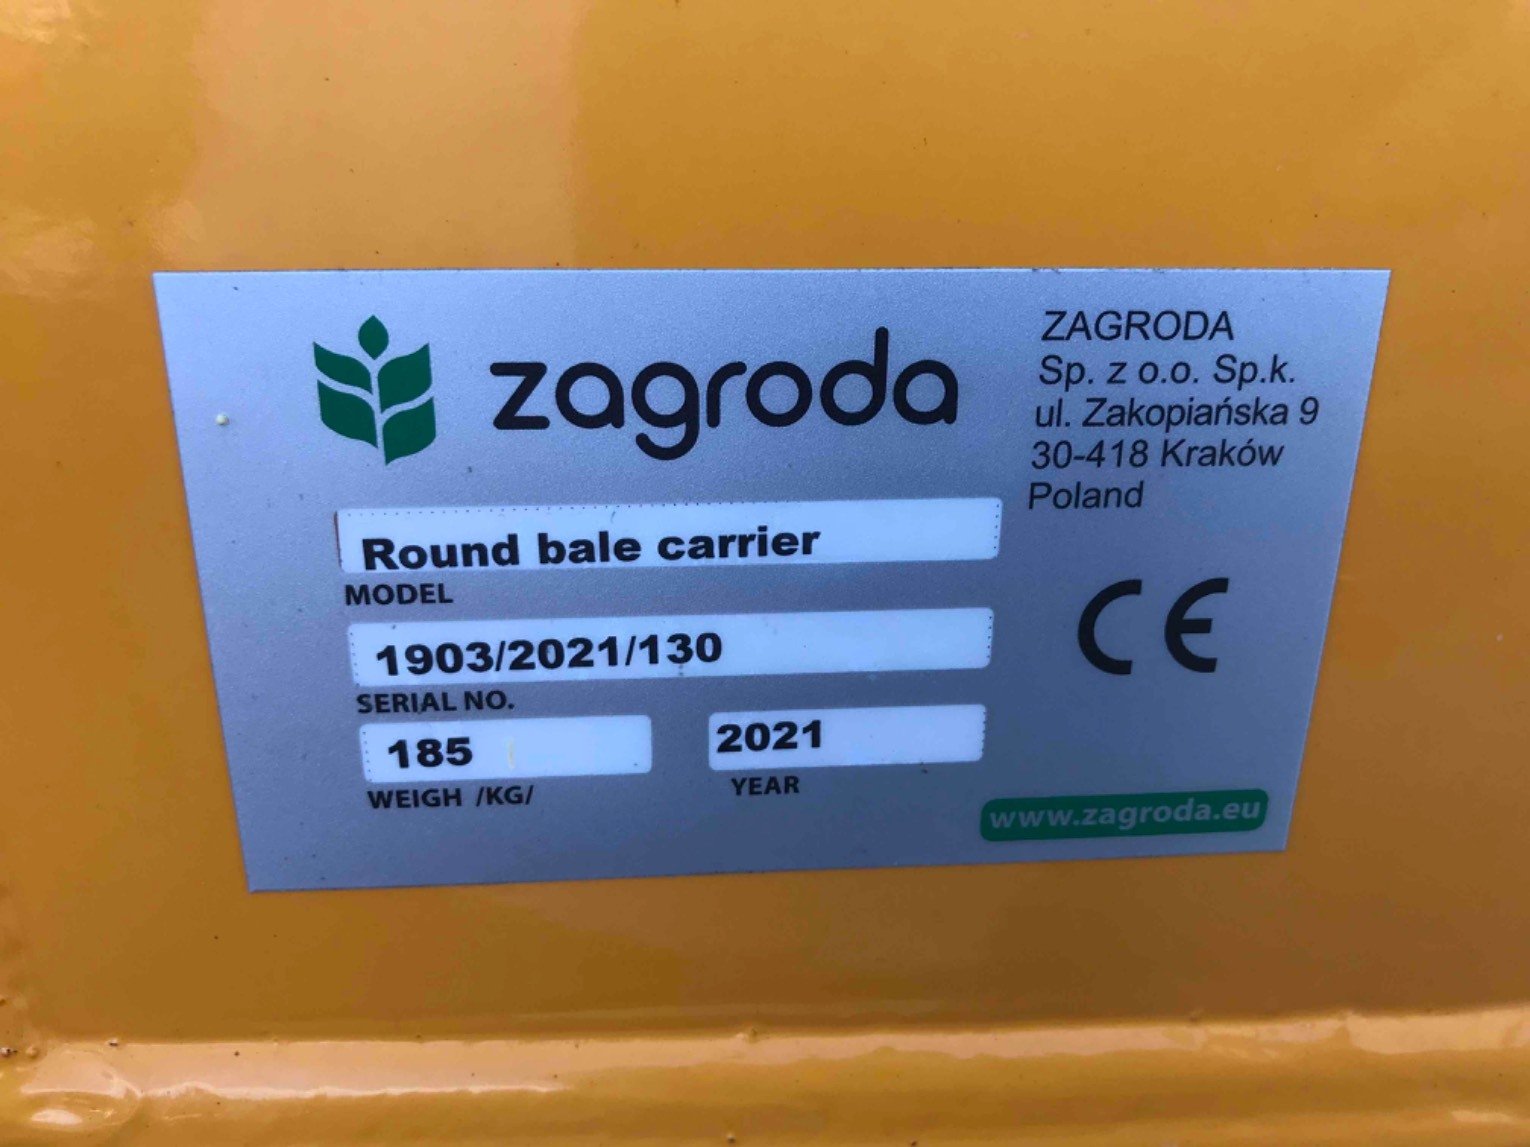 zagroda
ZAGRODA
Sp. z o.o. Sp.k.
ul. Zakopiańska 9
30-418 Kraków
Poland
Round bale carrier
MODEL
1903/2021/130
SERIAL NO.
185
WEIGH /KG/
2021
YEAR
CE
www.zagroda.eu